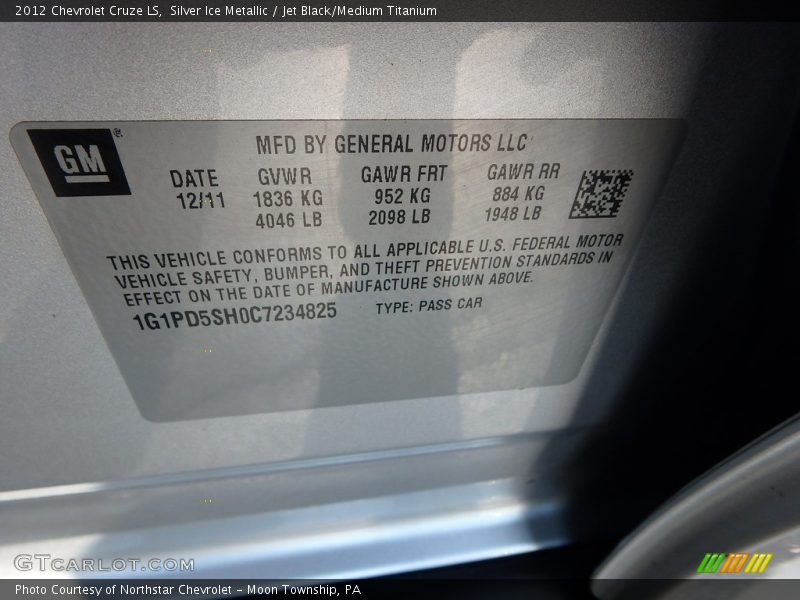 2012 Chevrolet Cruze LS, Silver Ice Metallic / Jet Black/Medium Titanium
GM®
MFD BY GENERAL MOTORS LLC
DATE GVWR GAWR FRT GAWR RR
12/11 1836 KG 952 KG 884 KG
4046 LB 2098 LB 1948 LB
THIS VEHICLE CONFORMS TO ALL APPLICABLE U.S. FEDERAL MOTOR
VEHICLE SAFETY, BUMPER, AND THEFT PREVENTION STANDARDS IN
EFFECT ON THE DATE OF MANUFACTURE SHOWN ABOVE.
1G1PD5SH0C7234825 TYPE: PASS CAR
GTCARLOT.COM
Photo Courtesy of Northstar Chevrolet - Moon Township, PA